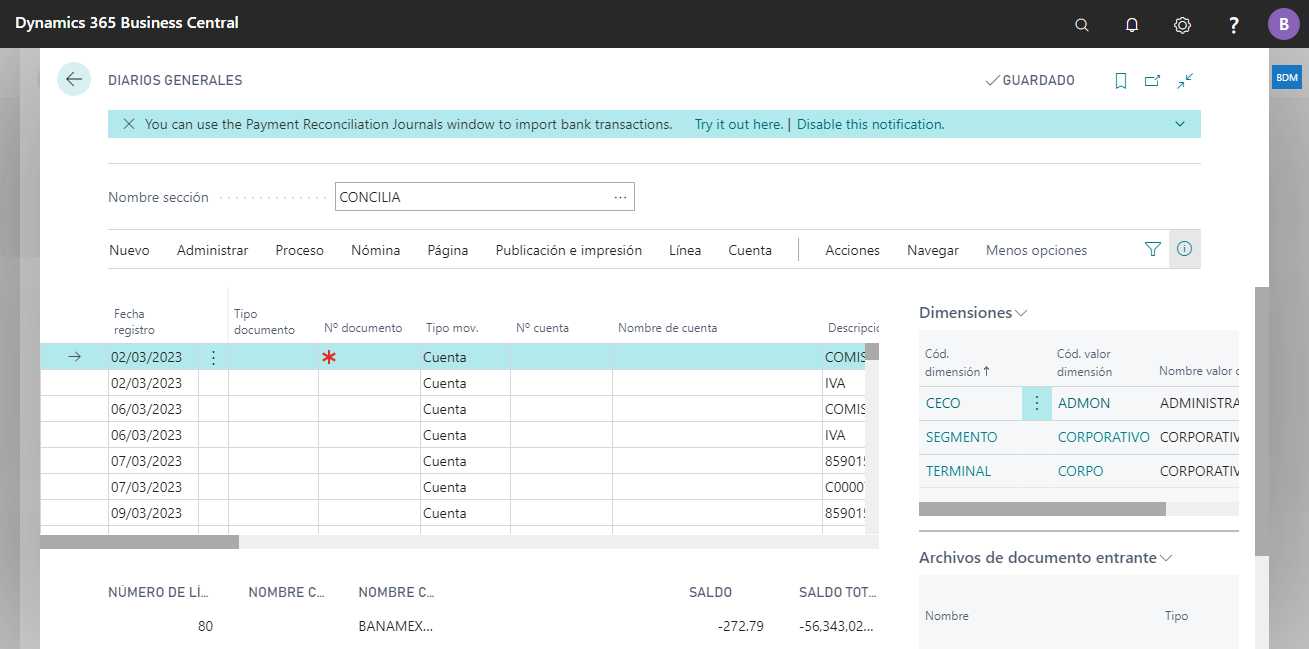 Dynamics 365 Business Central
?
B
BDM
DIARIOS GENERALES
GUARDADO
You can use the Payment Reconciliation Journals window to import bank transactions. Try it out here. | Disable this notification.
Nombre sección
CONCILIA ...
Nuevo Administrar Proceso Nómina Página Publicación e impresión Línea Cuenta Acciones Navegar Menos opciones
Fecha registro Tipo documento Nº documento Tipo mov. Nº cuenta Nombre de cuenta Descripció
02/03/2023 * Cuenta COMIS
02/03/2023 Cuenta IVA
06/03/2023 Cuenta COMIS
06/03/2023 Cuenta IVA
07/03/2023 Cuenta 859015
07/03/2023 Cuenta C0000
09/03/2023 Cuenta 859015
NÚMERO DE LÍ... NOMBRE C... NOMBRE C... SALDO SALDO TOT...
80 BANAMEX... -272.79 -56,343,02...
Dimensiones
Cód. dimensión ↑ Cód. valor dimensión Nombre valor d
CECO ADMON ADMINISTRA
SEGMENTO CORPORATIVO CORPORATIV
TERMINAL CORPO CORPORATIV
Archivos de documento entrante
Nombre Tipo